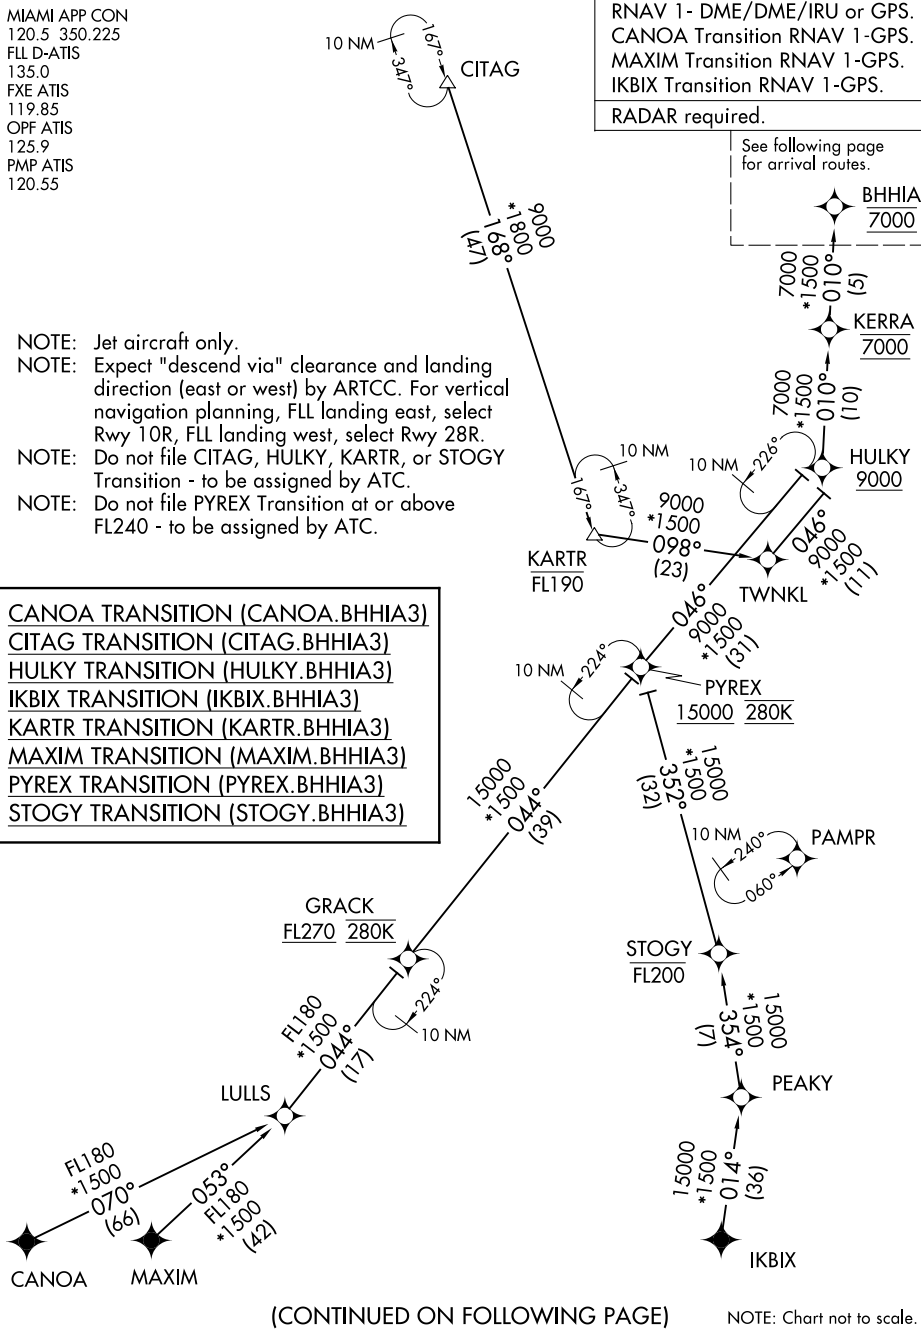 MIAMI APP CON
120.5 350.225
FLL D-ATIS
135.0
FXE ATIS
119.85
OPF ATIS
125.9
PMP ATIS
120.55
RNAV 1- DME/DME/IRU or GPS.
CANOA Transition RNAV 1-GPS.
MAXIM Transition RNAV 1-GPS.
IKBIX Transition RNAV 1-GPS.
RADAR required.
See following page
for arrival routes.
10 NM
167°
347°
CITAG
9000
*1800
168°
(47)
BHHIA
7000
7000
*1500
010°
(5)
KERRA
7000
7000
*1500
010°
(10)
NOTE: Jet aircraft only.
NOTE: Expect "descend via" clearance and landing
direction (east or west) by ARTCC. For vertical
navigation planning, FLL landing east, select
Rwy 10R, FLL landing west, select Rwy 28R.
NOTE: Do not file CITAG, HULKY, KARTR, or STOGY
Transition - to be assigned by ATC.
NOTE: Do not file PYREX Transition at or above
FL240 - to be assigned by ATC.
10 NM
226°
HULKY
9000
10 NM
167°
347°
KARTR
FL190
9000
*1500
098°
(23)
TWNKL
046°
9000
*1500
(11)
046°
9000
*1500
(31)
CANOA TRANSITION (CANOA.BHHIA3)
CITAG TRANSITION (CITAG.BHHIA3)
HULKY TRANSITION (HULKY.BHHIA3)
IKBIX TRANSITION (IKBIX.BHHIA3)
KARTR TRANSITION (KARTR.BHHIA3)
MAXIM TRANSITION (MAXIM.BHHIA3)
PYREX TRANSITION (PYREX.BHHIA3)
STOGY TRANSITION (STOGY.BHHIA3)
10 NM
224°
PYREX
15000 280K
15000
*1500
044°
(39)
15000
*1500
352°
(32)
10 NM
240°
060°
PAMPR
GRACK
FL270 280K
224°
10 NM
STOGY
FL200
FL180
*1500
044°
(17)
15000
*1500
354°
(7)
LULLS
PEAKY
FL180
*1500
070°
(66)
053°
FL180
*1500
(42)
15000
*1500
014°
(36)
CANOA
MAXIM
IKBIX
(CONTINUED ON FOLLOWING PAGE)
NOTE: Chart not to scale.